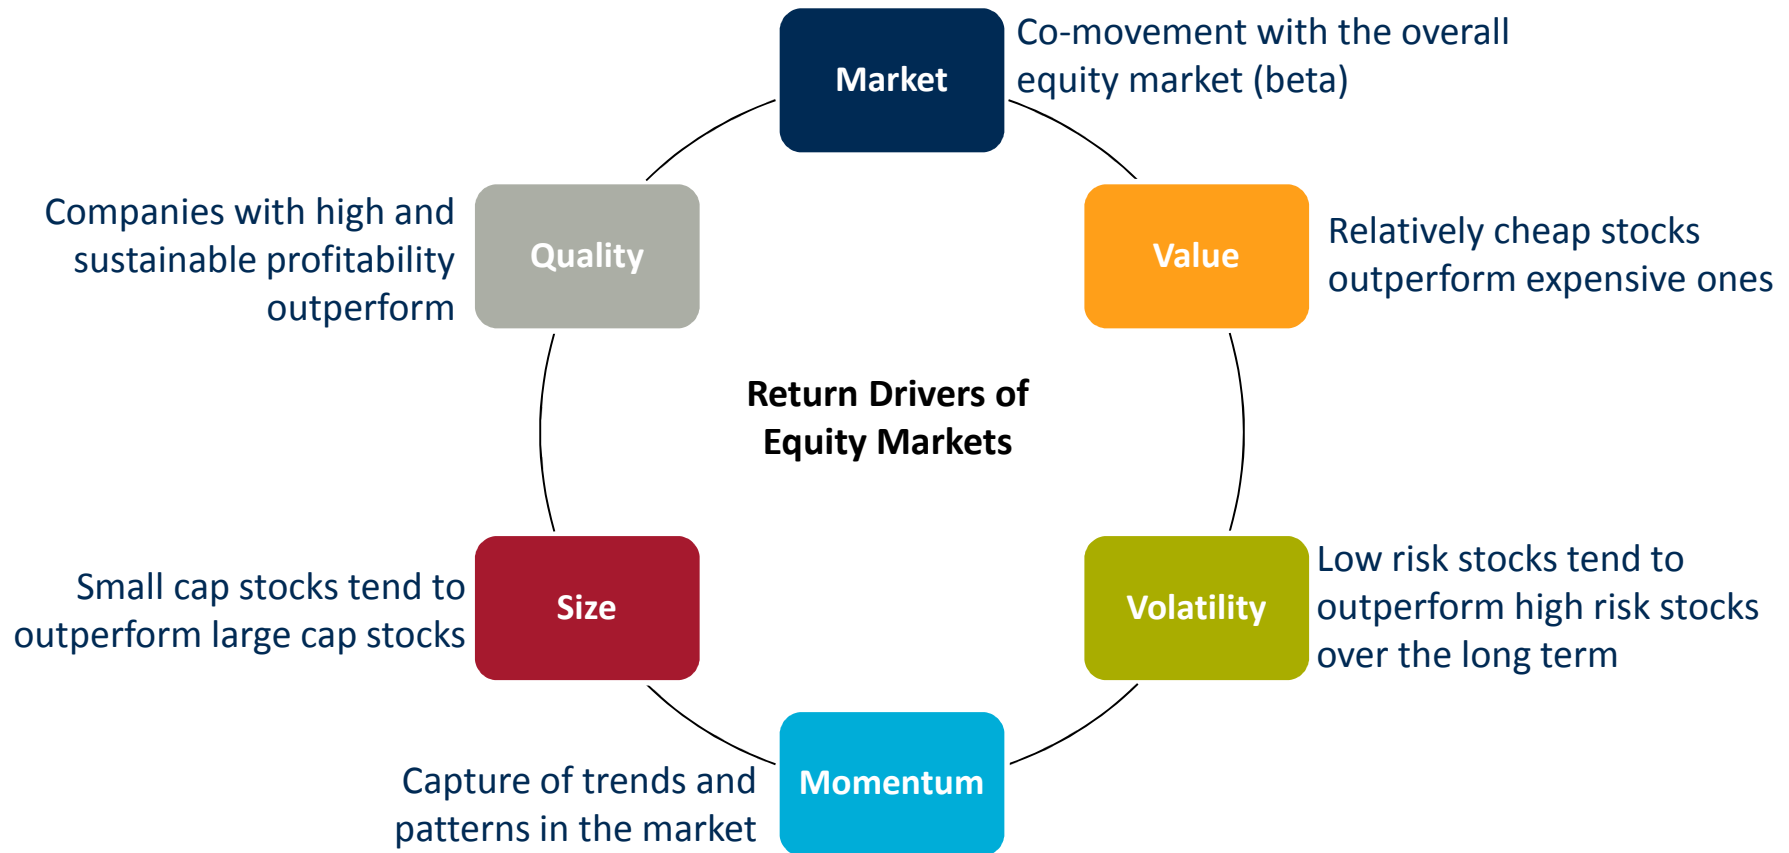 Market
Co-movement with the overall
equity market (beta)
Companies with high and
sustainable profitability
outperform
Quality
Value
Relatively cheap stocks
outperform expensive ones
Return Drivers of
Equity Markets
Small cap stocks tend to
outperform large cap stocks
Size
Volatility
Low risk stocks tend to
outperform high risk stocks
over the long term
Capture of trends and
patterns in the market
Momentum